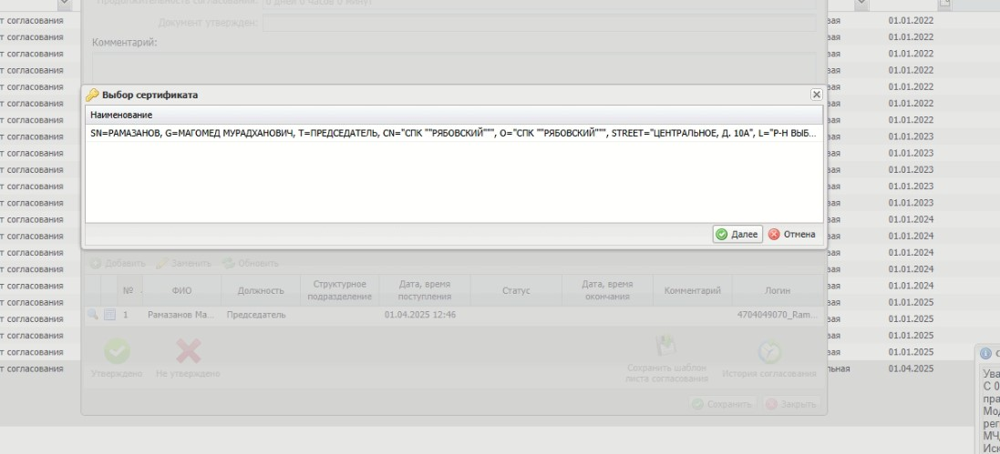 Продолжительность согласования: 0 дней 0 часов 0 минут
Документ утвержден:
Комментарий:
т согласования вая 01.01.2022
т согласования вая 01.01.2022
т согласования вая 01.01.2022
т согласования вая 01.01.2022
т согласования вая 01.01.2022
т согласования вая 01.01.2022
т согласования вая 01.01.2023
т согласования вая 01.01.2023
т согласования вая 01.01.2023
т согласования вая 01.01.2023
т согласования вая 01.01.2023
т согласования вая 01.01.2023
т согласования вая 01.01.2024
т согласования вая 01.01.2024
т согласования вая 01.01.2024
т согласования вая 01.01.2024
т согласования вая 01.01.2024
т согласования вая 01.01.2025
т согласования вая 01.01.2025
т согласования вая 01.01.2025
т согласования вая 01.01.2025
т согласования льная 01.04.2025
Выбор сертификата
Наименование
SN=РАМАЗАНОВ, G=МАГОМЕД МУРАДХАНОВИЧ, T=ПРЕДСЕДАТЕЛЬ, CN="СПК ""РЯБОВСКИЙ""", O="СПК ""РЯБОВСКИЙ""", STREET="ЦЕНТРАЛЬНОЕ, Д. 10А", L="Р-Н ВЫБ...
Далее Отмена
Добавить Заменить Обновить
№ ФИО Должность Структурное подразделение Дата, время поступления Статус Дата, время окончания Комментарий Логин
1 Рамазанов Ма... Председатель 01.04.2025 12:46 4704049070_Ram...
Утверждено Не утверждено Сохранить шаблон листа согласования История согласования
Сохранить Закрыть
Ува
С 0
пра
Мод
рег
МЧД
Иск